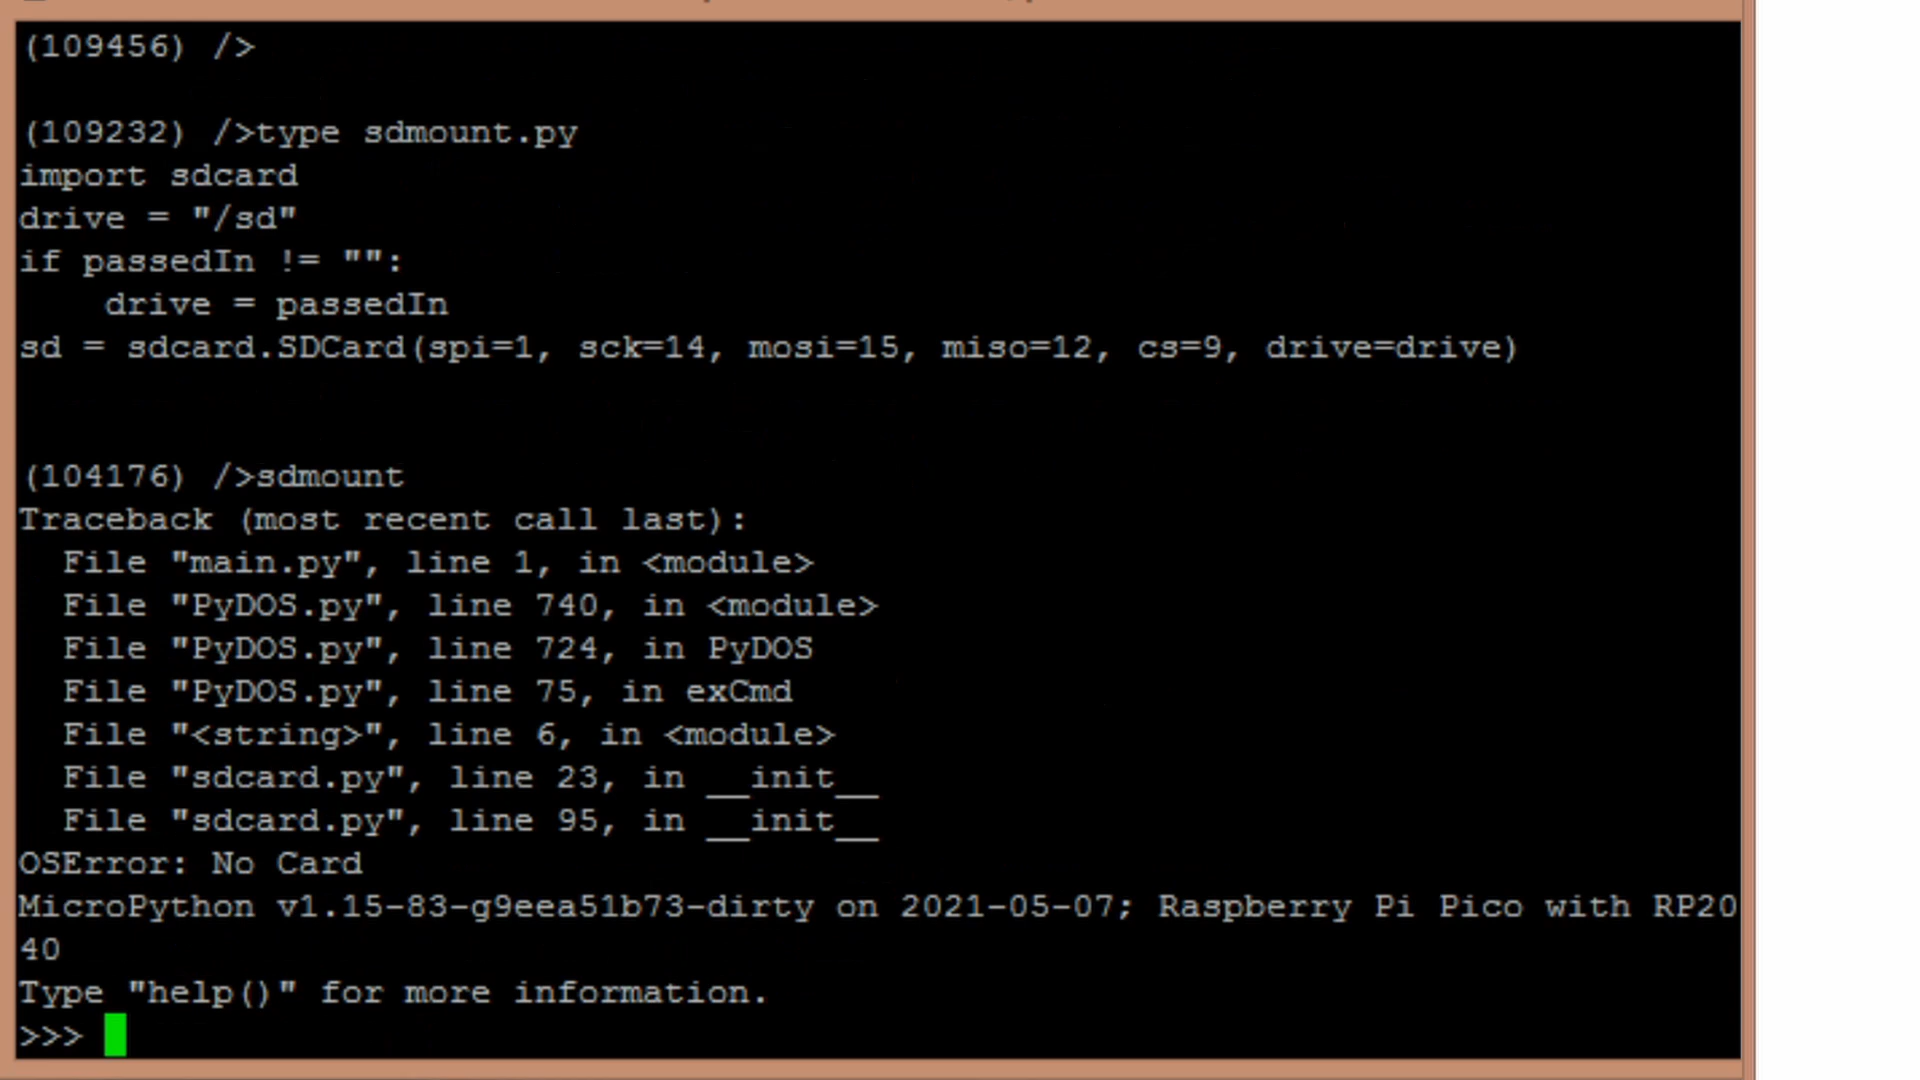 (109456) />
(109232) />type sdmount.py
import sdcard
drive = "/sd"
if passedIn != "":
    drive = passedIn
sd = sdcard.SDCard(spi=1, sck=14, mosi=15, miso=12, cs=9, drive=drive)
(104176) />sdmount
Traceback (most recent call last):
  File "main.py", line 1, in <module>
  File "PyDOS.py", line 740, in <module>
  File "PyDOS.py", line 724, in PyDOS
  File "PyDOS.py", line 75, in exCmd
  File "<string>", line 6, in <module>
  File "sdcard.py", line 23, in __init__
  File "sdcard.py", line 95, in __init__
OSError: No Card
MicroPython v1.15-83-g9eea51b73-dirty on 2021-05-07; Raspberry Pi Pico with RP20
40
Type "help()" for more information.
>>>